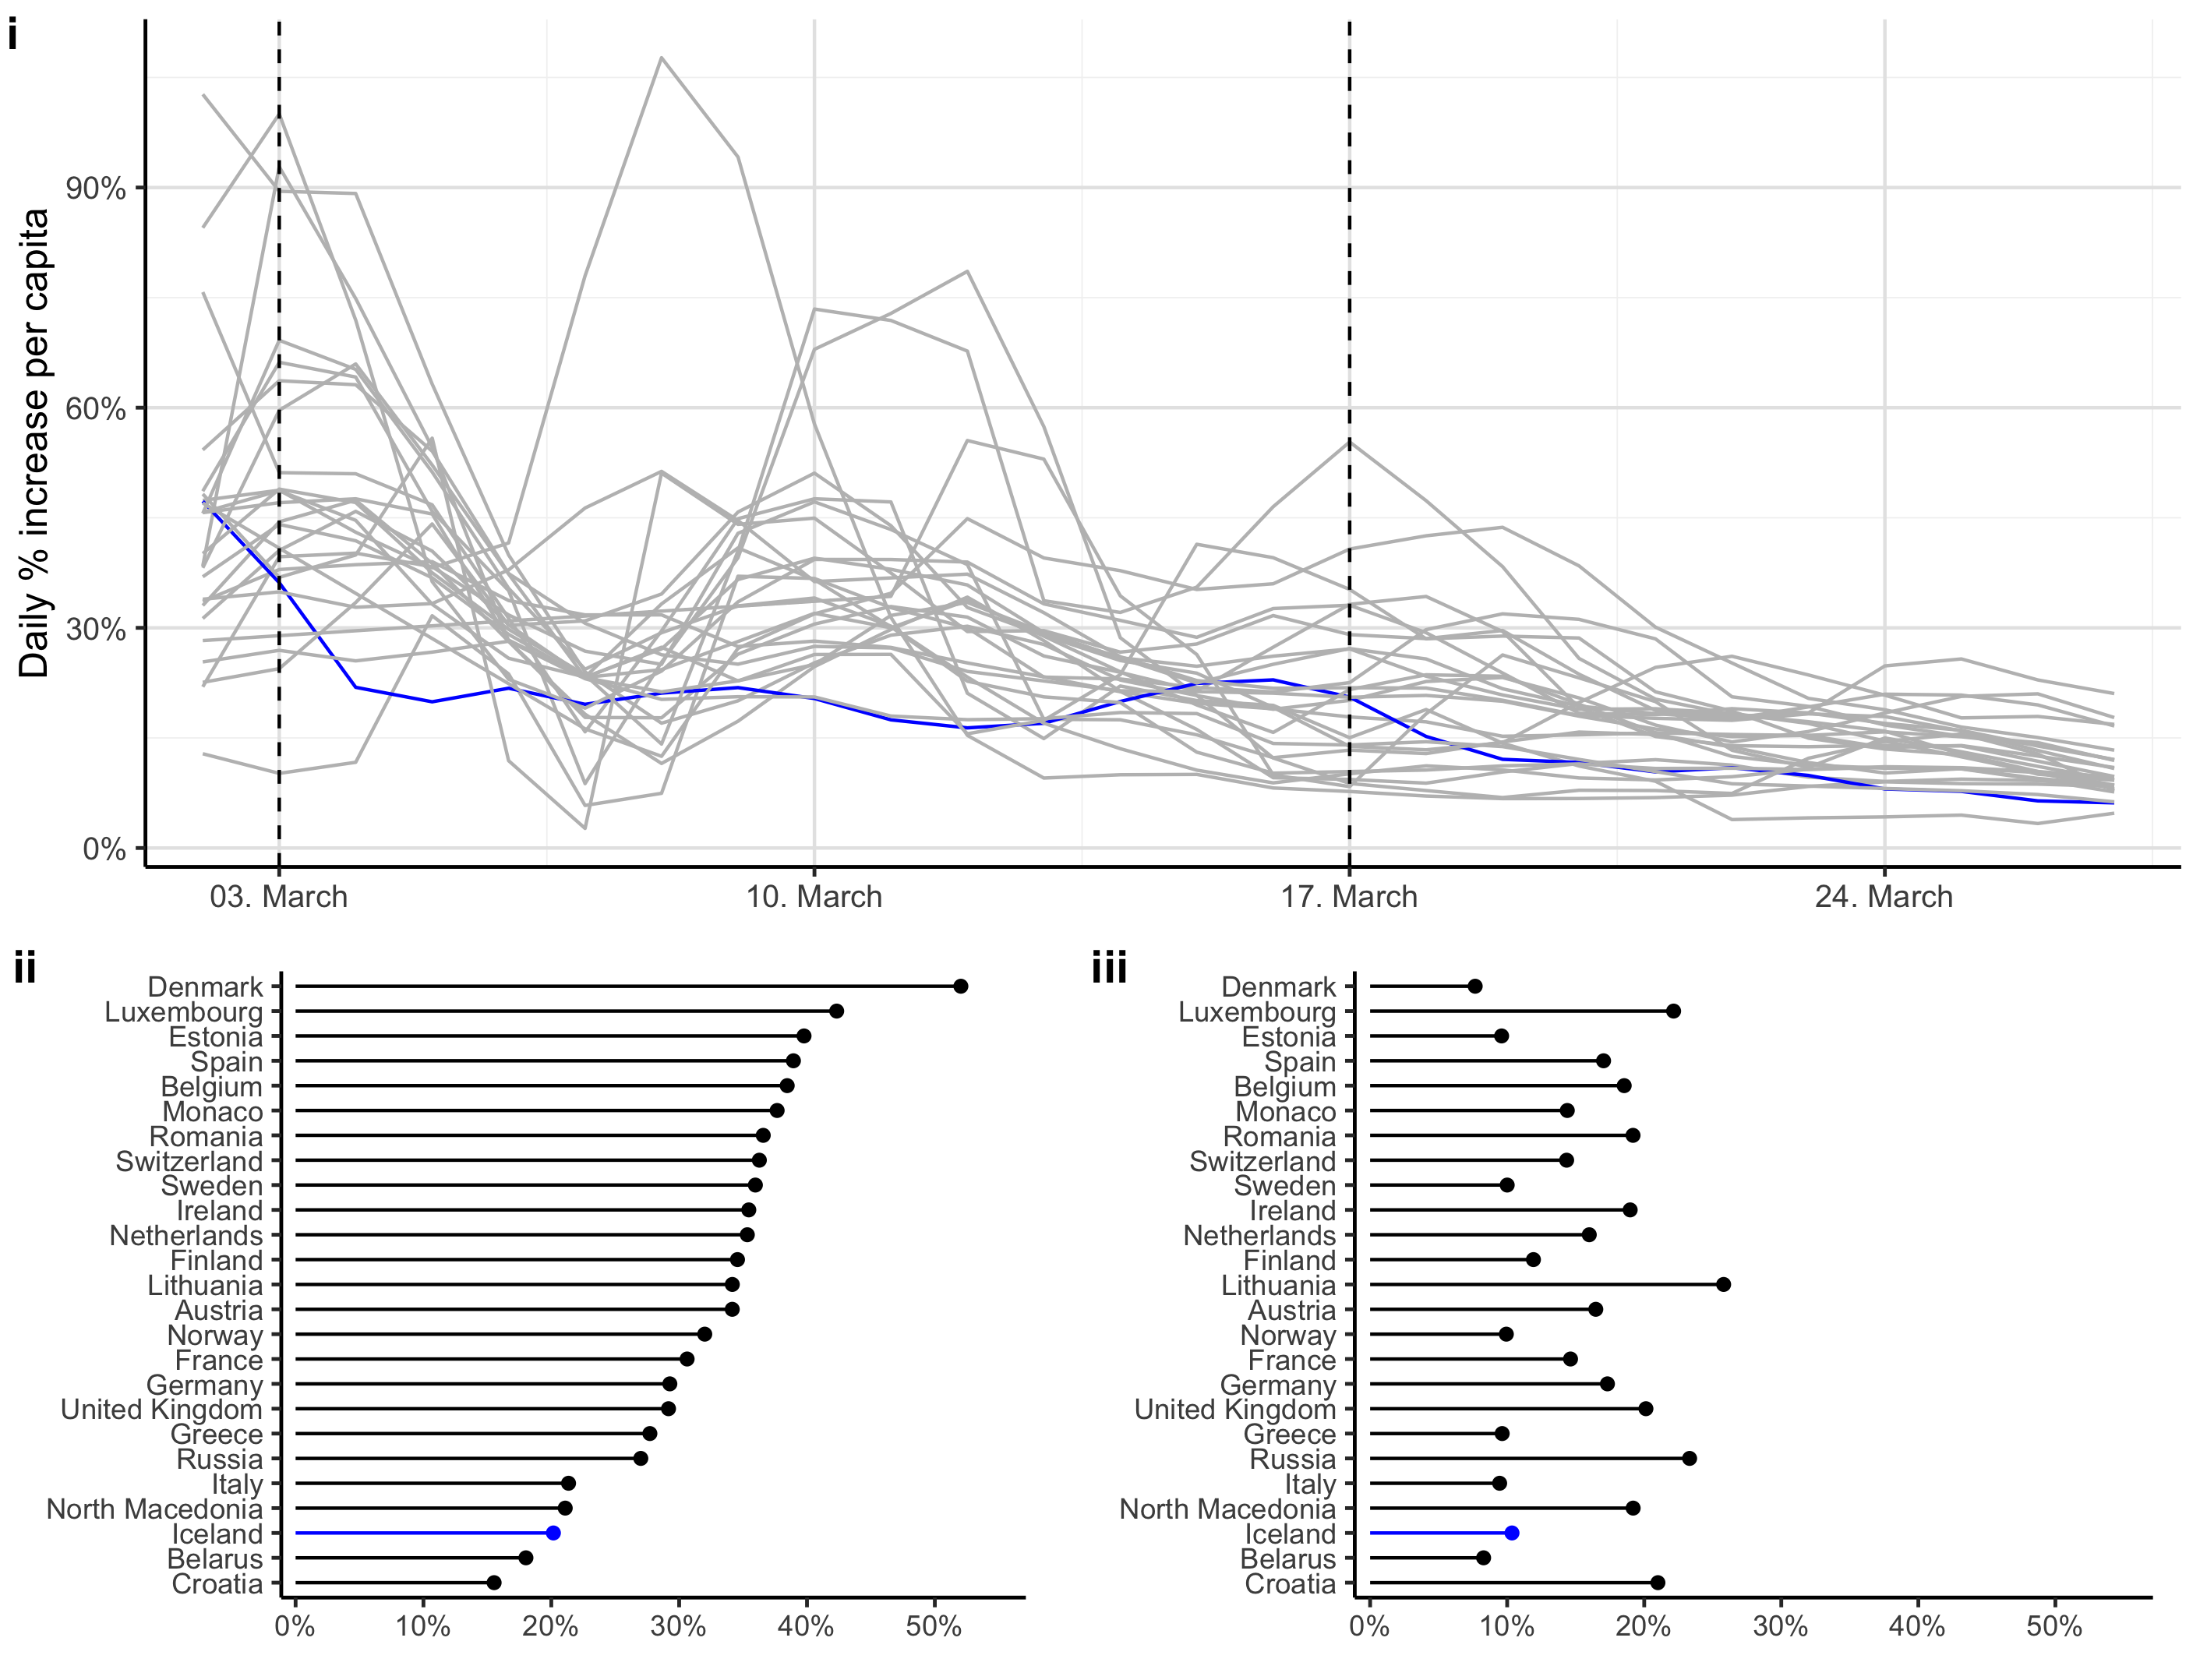 i
Daily % increase per capita
90%
60%
30%
0%
03. March
10. March
17. March
24. March
ii
Denmark
Luxembourg
Estonia
Spain
Belgium
Monaco
Romania
Switzerland
Sweden
Ireland
Netherlands
Finland
Lithuania
Austria
Norway
France
Germany
United Kingdom
Greece
Russia
Italy
North Macedonia
Iceland
Belarus
Croatia
0% 10% 20% 30% 40% 50%
iii
Denmark
Luxembourg
Estonia
Spain
Belgium
Monaco
Romania
Switzerland
Sweden
Ireland
Netherlands
Finland
Lithuania
Austria
Norway
France
Germany
United Kingdom
Greece
Russia
Italy
North Macedonia
Iceland
Belarus
Croatia
0% 10% 20% 30% 40% 50%